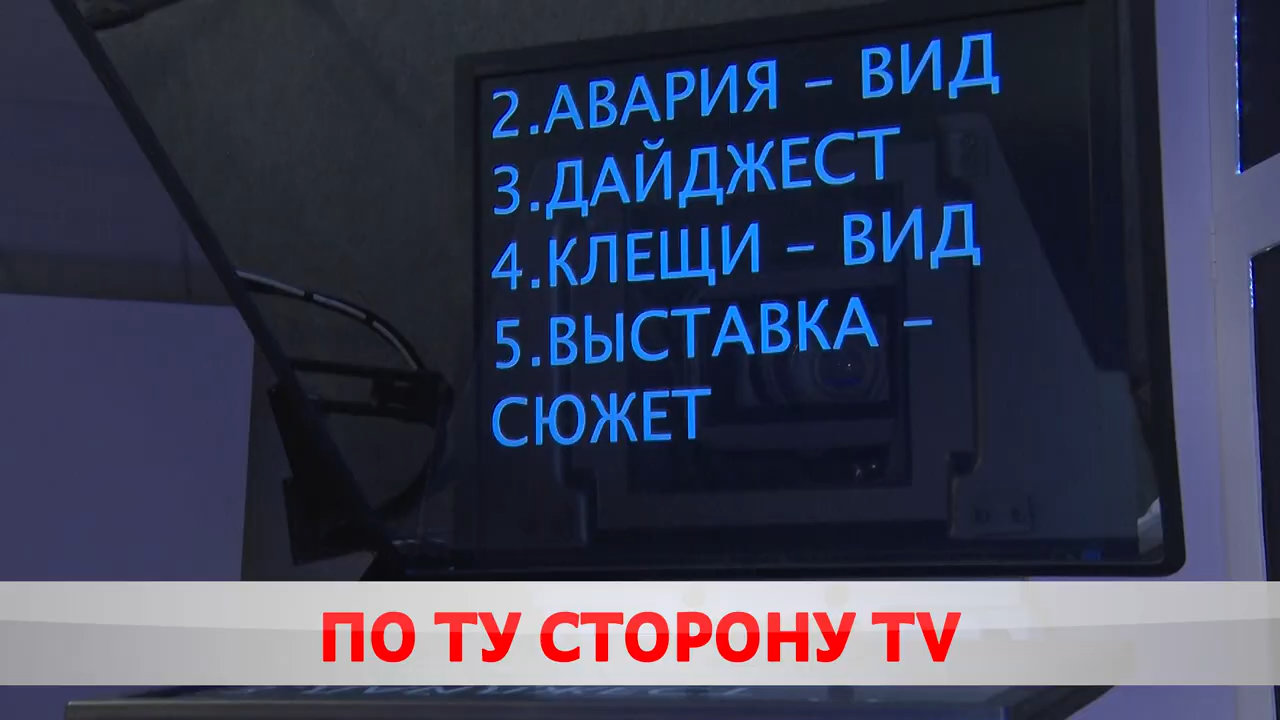 2.АВАРИЯ – ВИД
3.ДАЙДЖЕСТ
4.КЛЕЩИ – ВИД
5.ВЫСТАВКА –
СЮЖЕТ
ПО ТУ СТОРОНУ TV